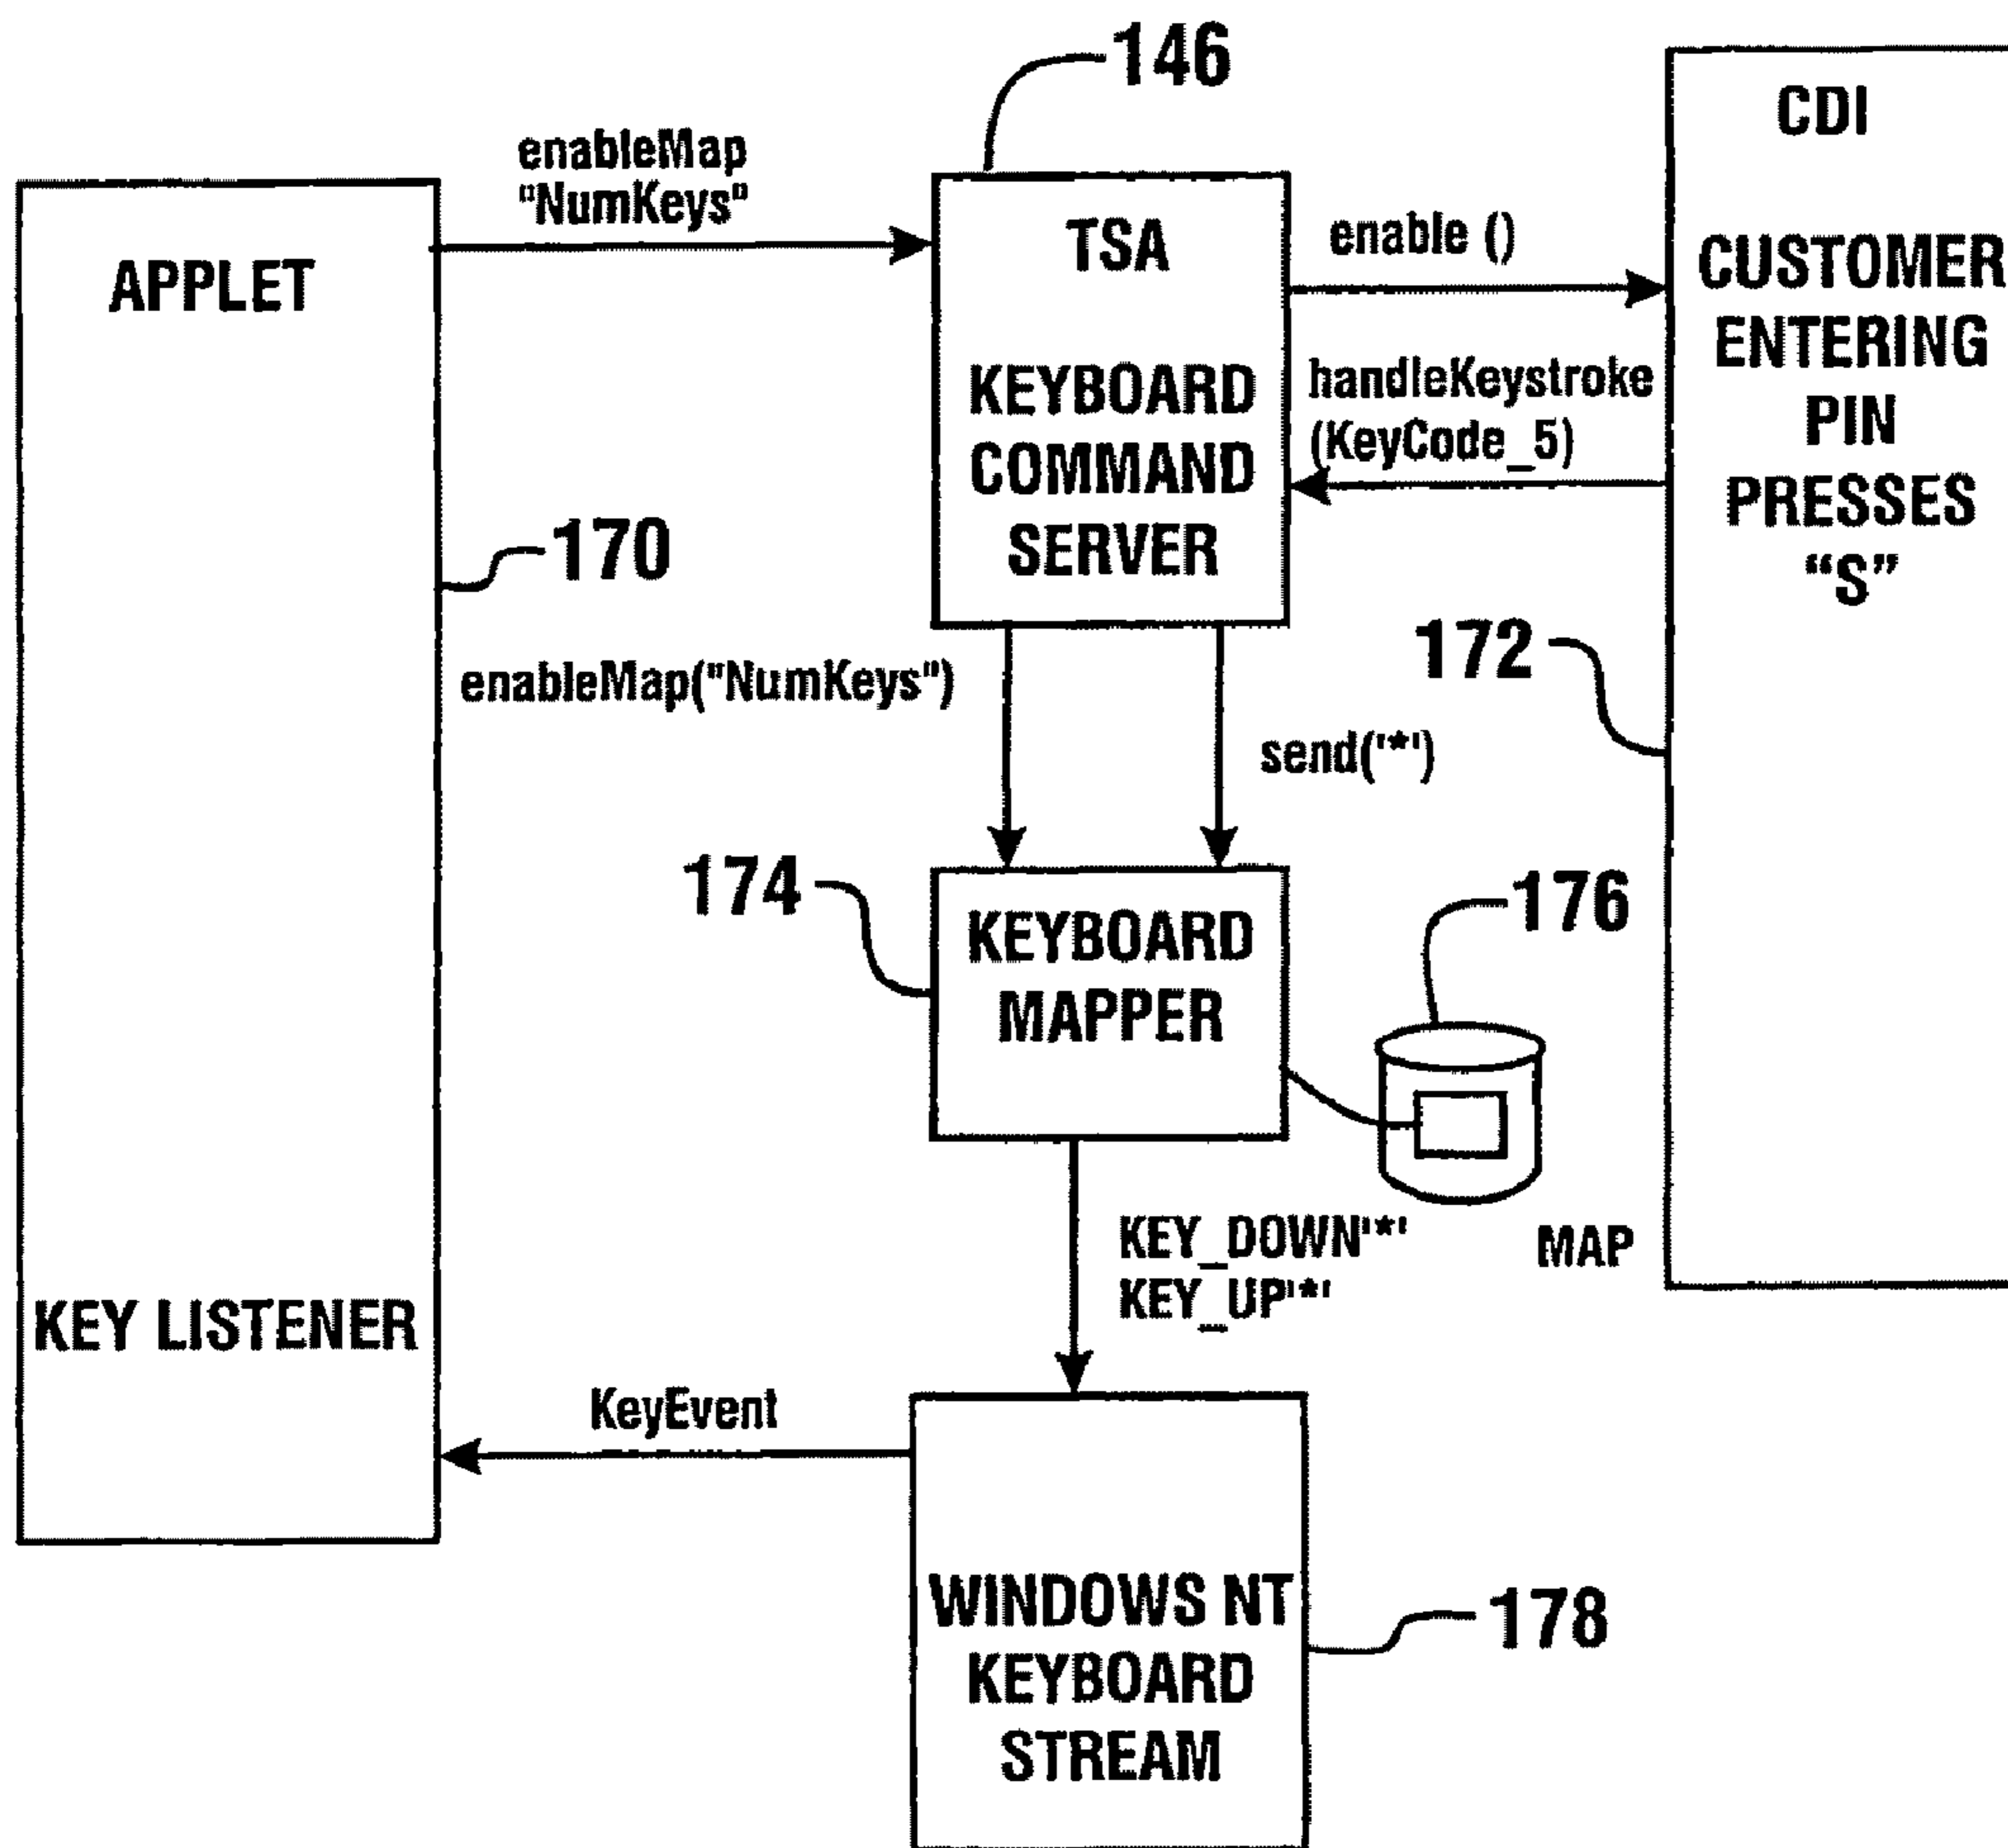 146
CDI
enableMap
"NumKeys"
APPLET
TSA
KEYBOARD
COMMAND
SERVER
enable ()
handleKeystroke
(KeyCode_5)
CUSTOMER
ENTERING
PIN
PRESSES
“S”
170
172
enableMap("NumKeys")
send('*')
174
KEYBOARD
MAPPER
176
KEY_DOWN'*'
KEY_UP'*'
MAP
KEY LISTENER
KeyEvent
WINDOWS NT
KEYBOARD
STREAM
178